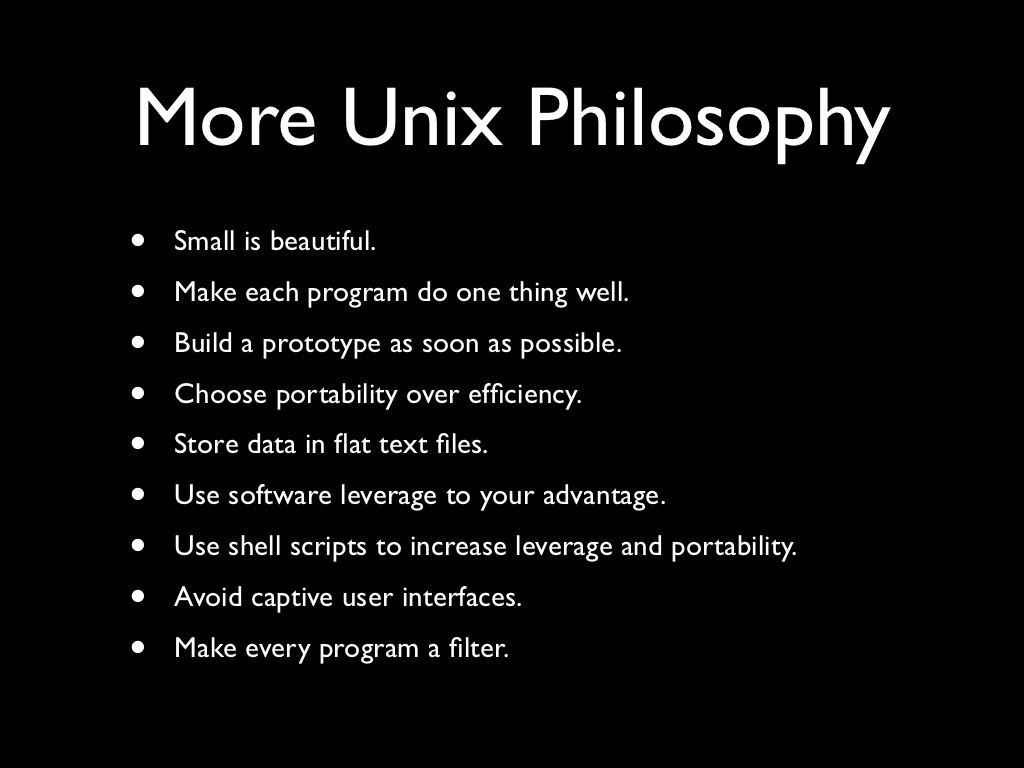 More Unix Philosophy
• Small is beautiful.
• Make each program do one thing well.
• Build a prototype as soon as possible.
• Choose portability over efficiency.
• Store data in flat text files.
• Use software leverage to your advantage.
• Use shell scripts to increase leverage and portability.
• Avoid captive user interfaces.
• Make every program a filter.